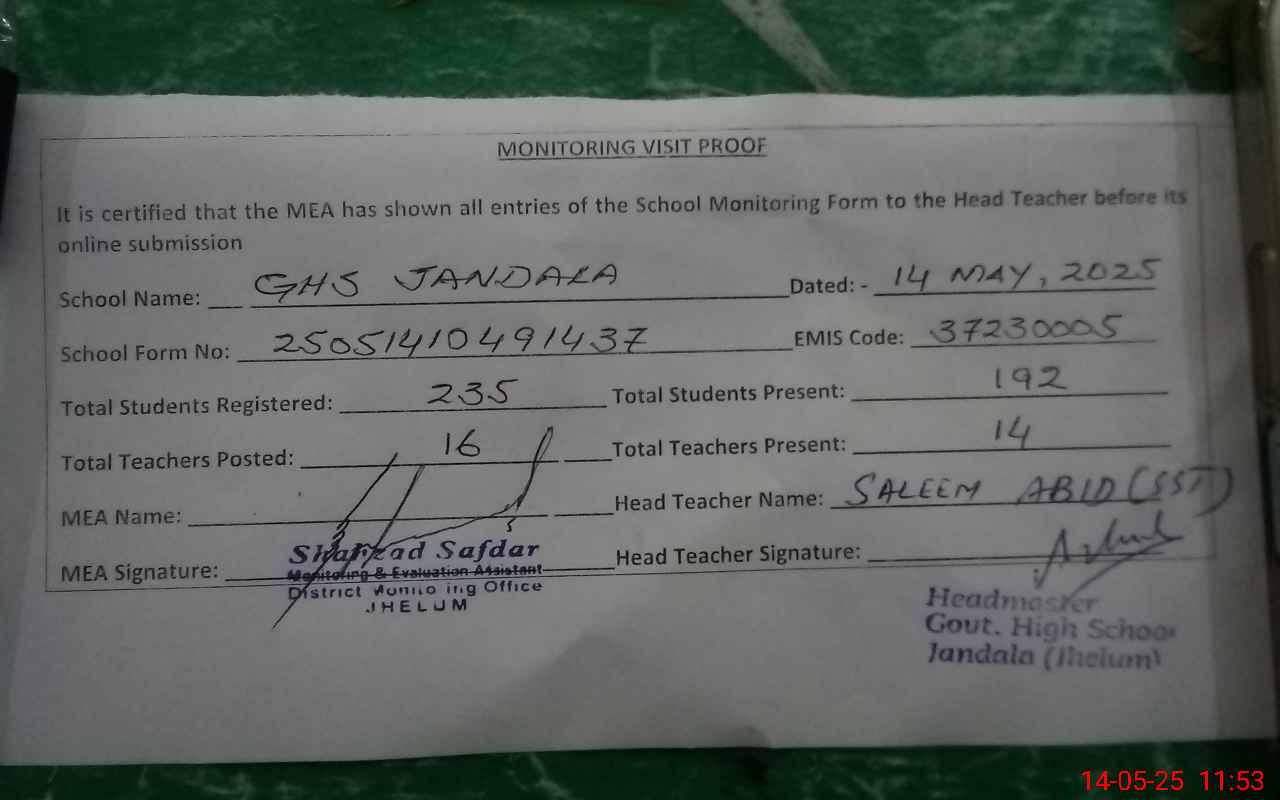 MONITORING VISIT PROOF
It is certified that the MEA has shown all entries of the School Monitoring Form to the Head Teacher before its
online submission
School Name: GHS JANDALA Dated: - 14 MAY, 2025
School Form No: 25051410491437 EMIS Code: 37230005
Total Students Registered: 235 Total Students Present: 192
Total Teachers Posted: 16 Total Teachers Present: 14
MEA Name: Head Teacher Name: SALEEM ABID (SST)
MEA Signature: Head Teacher Signature:
Shahzad Safdar
Monitoring & Evaluation Assistant
District Monitoring Office
JHELUM
Headmaster
Govt. High School
Jandala (Jhelum)
14-05-25 11:53